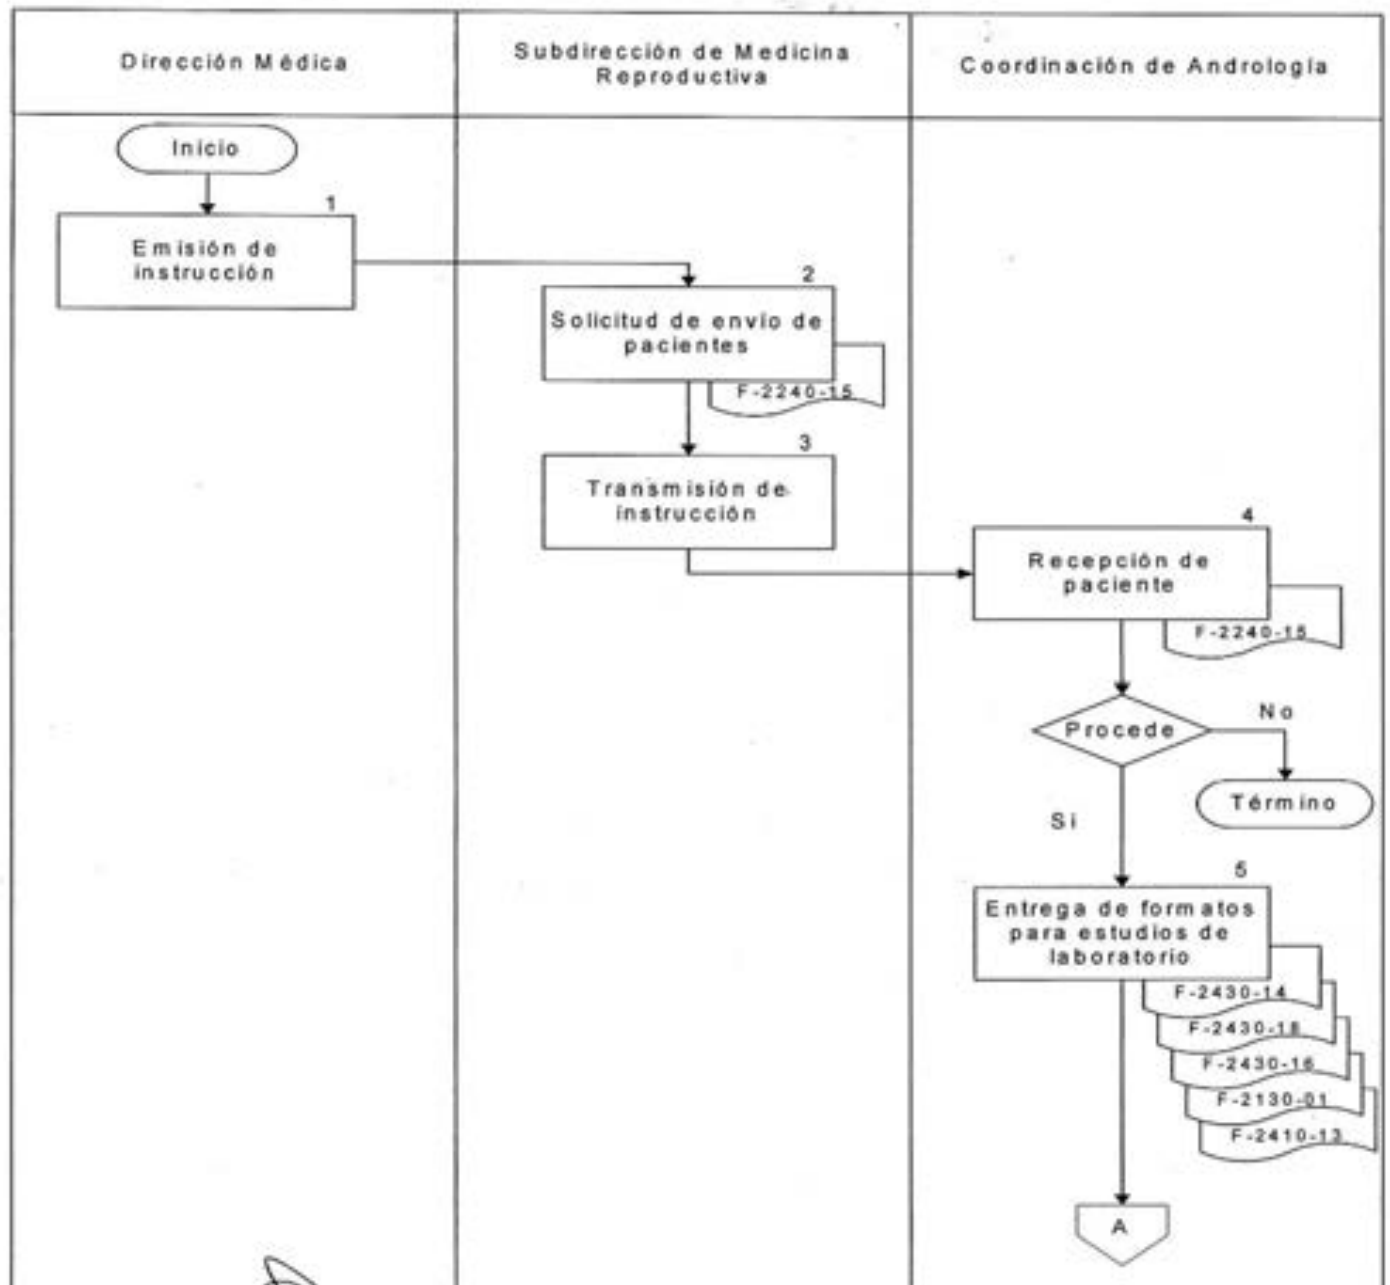 Dirección Médica
Subdirección de Medicina
Reproductiva
Coordinación de Andrología
Inicio
1
Emisión de
instrucción
2
Solicitud de envío de
pacientes
F-2240-15
3
Transmisión de
instrucción
4
Recepción de
paciente
F-2240-15
Procede
No
Término
Si
5
Entrega de formatos
para estudios de
laboratorio
F-2430-14
F-2430-18
F-2430-16
F-2130-01
F-2410-13
A